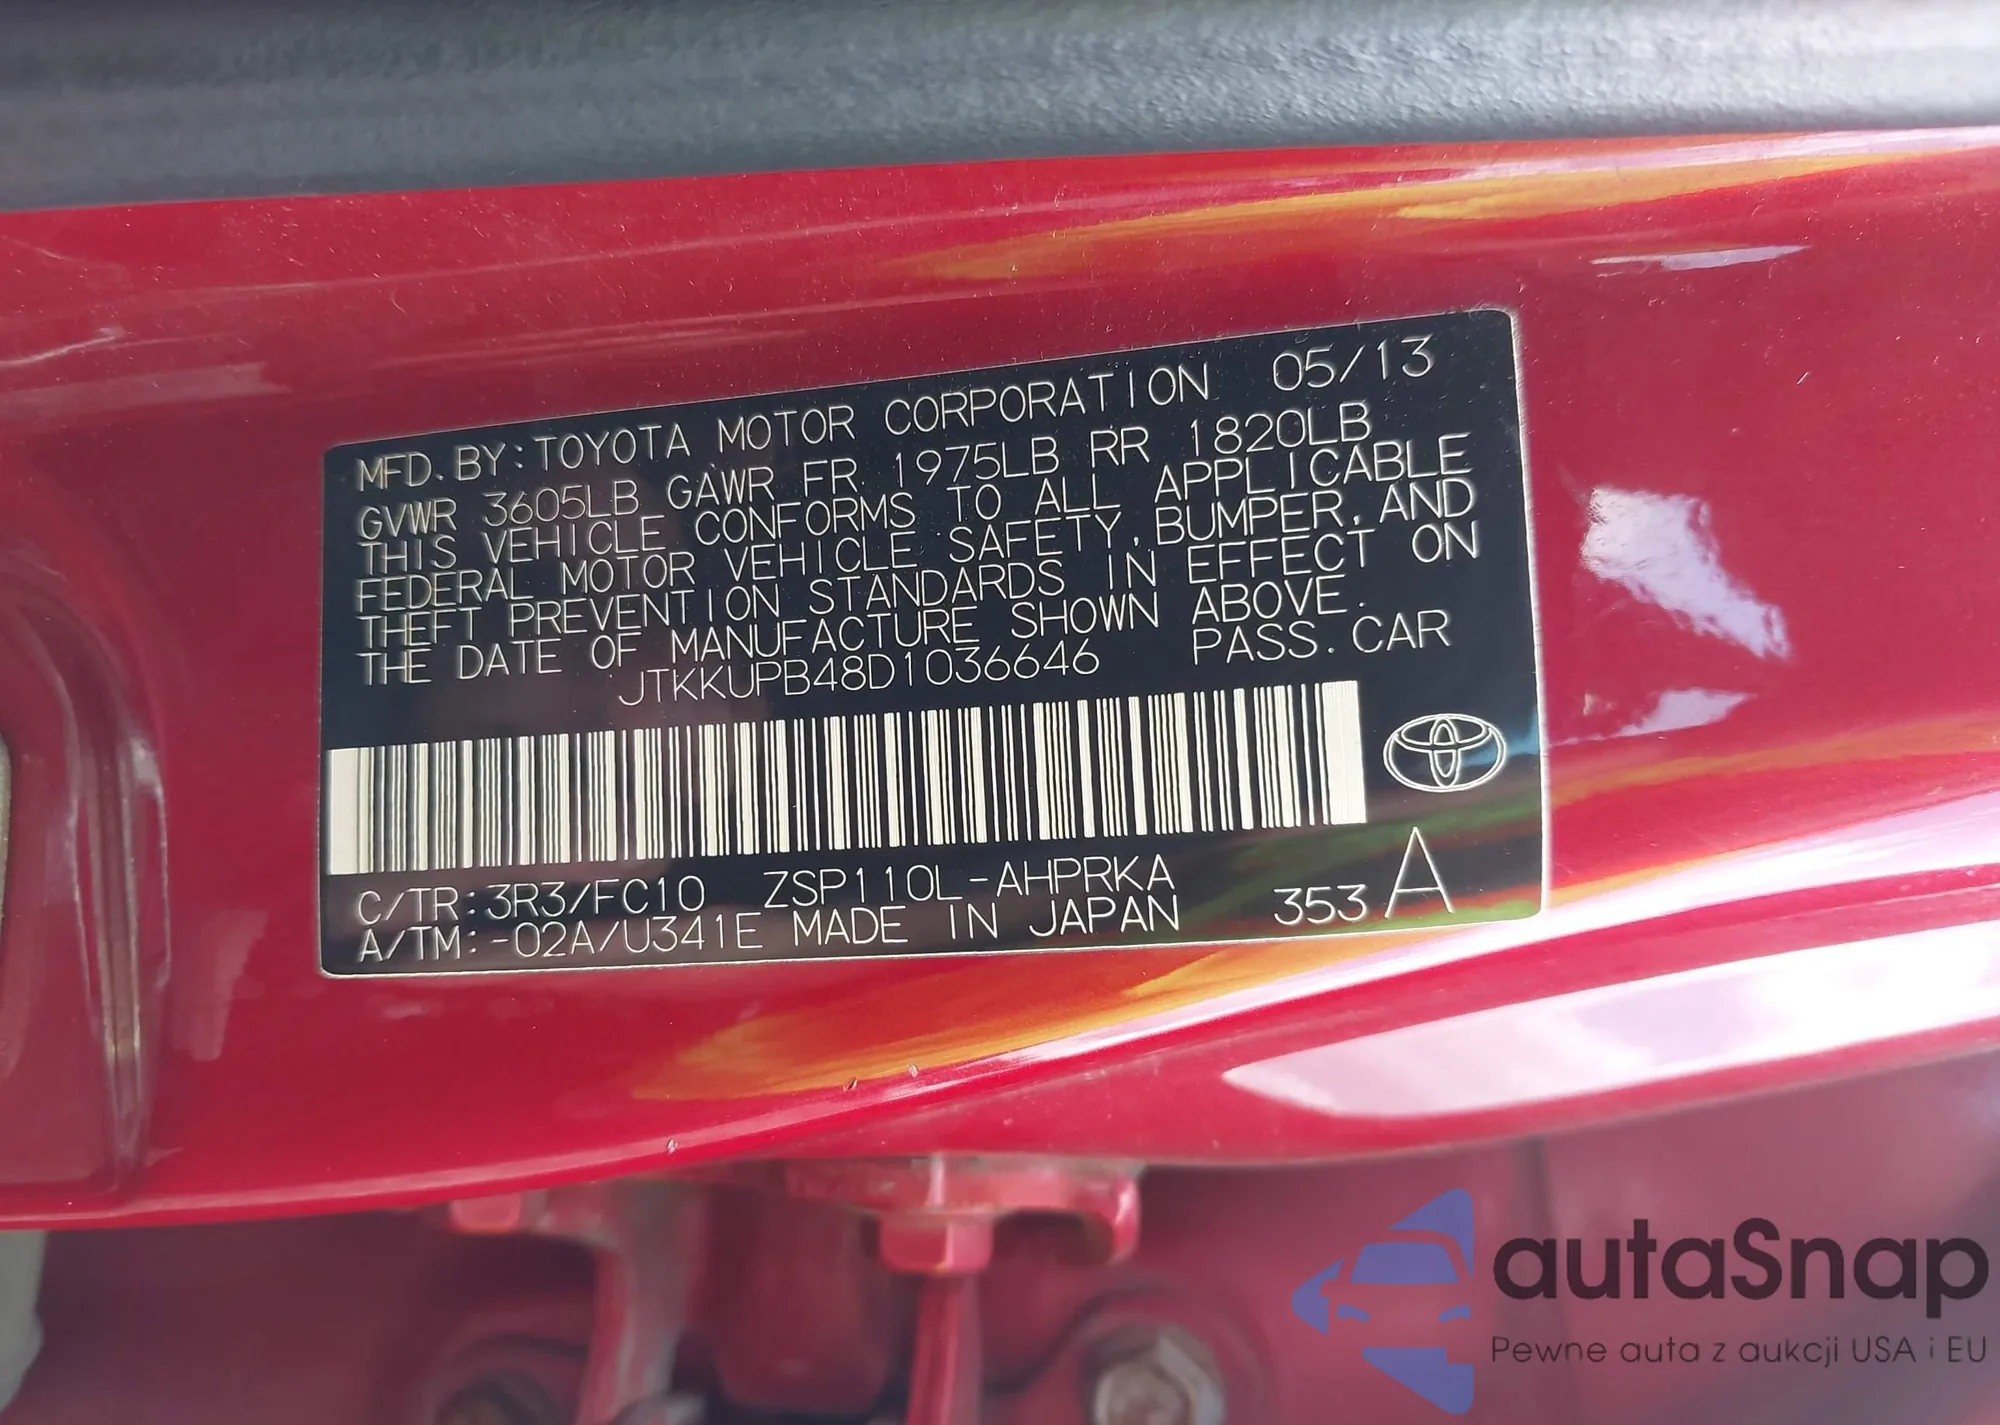 MFD. BY: TOYOTA MOTOR CORPORATION 05/13
GVWR 3605LB GAWR FR 1975LB RR 1820LB
THIS VEHICLE CONFORMS TO ALL APPLICABLE
FEDERAL MOTOR VEHICLE SAFETY, BUMPER, AND
THEFT PREVENTION STANDARDS IN EFFECT ON
THE DATE OF MANUFACTURE SHOWN ABOVE.
JTKKUPB48D1036646 PASS. CAR
C/TR: 3R3/FC10 ZSP110L-AHPRKA
A/TM: -02A/U341E MADE IN JAPAN 353 A
autaSnap
Pewne auta z aukcji USA i EU